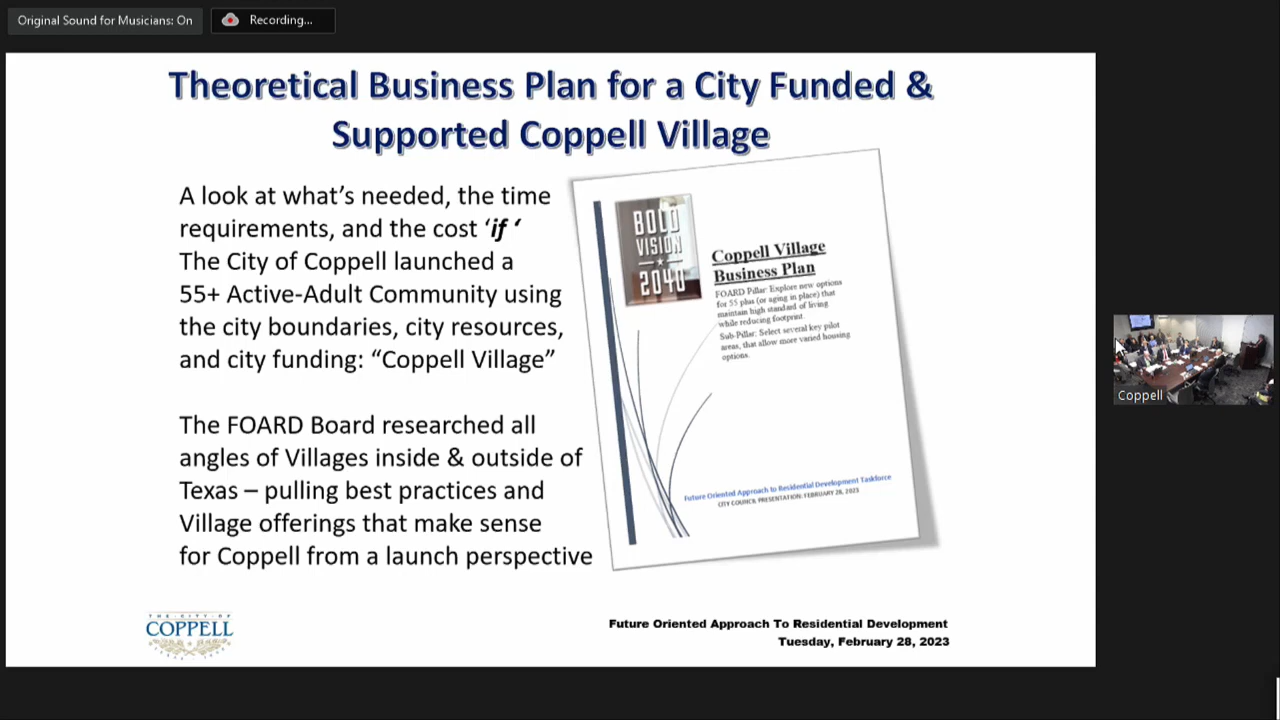 Original Sound for Musicians: On
Recording...
Theoretical Business Plan for a City Funded &
Supported Coppell Village
A look at what's needed, the time
requirements, and the cost ‘if ‘
The City of Coppell launched a
55+ Active-Adult Community using
the city boundaries, city resources,
and city funding: “Coppell Village”
The FOARD Board researched all
angles of Villages inside & outside of
Texas – pulling best practices and
Village offerings that make sense
for Coppell from a launch perspective
BOLD
VISION
2040
Coppell Village
Business Plan
FOARD Pillar: Explore new options
for 55 plus (or aging in place) that
maintain high standard of living
while reducing footprint.
Sub-Pillar: Select several key pilot
areas, that allow more varied housing
options.
Future Oriented Approach to Residential Development Taskforce
CITY COUNCIL PRESENTATION: FEBRUARY 28, 2023
THE CITY OF
COPPELL
Future Oriented Approach To Residential Development
Tuesday, February 28, 2023
Coppell